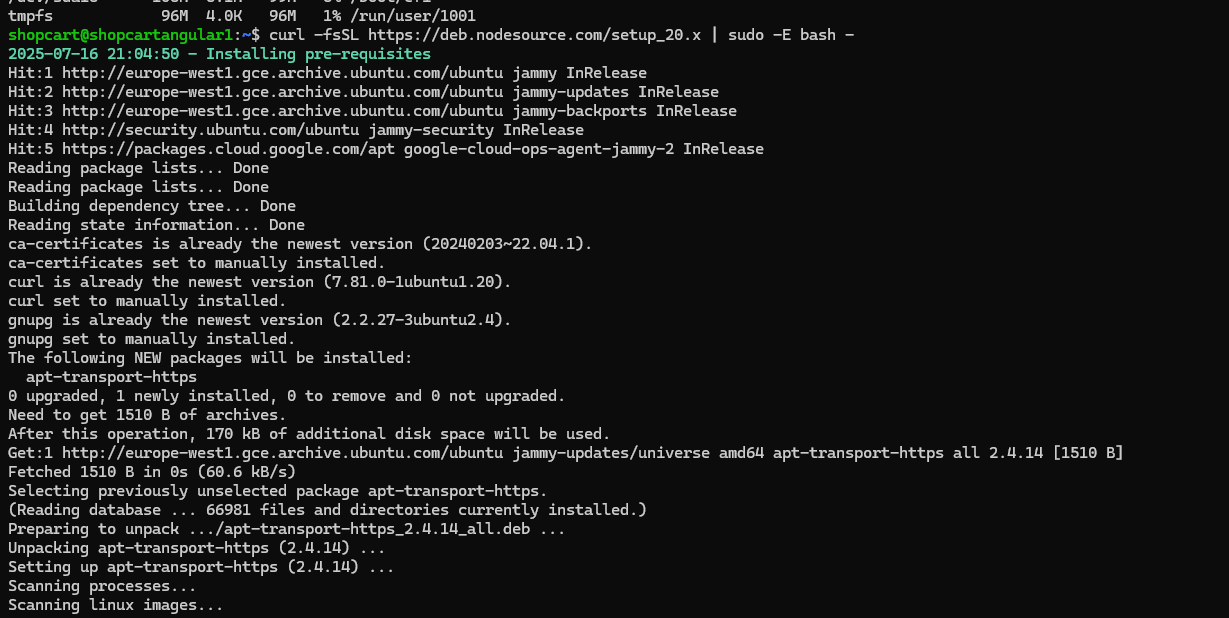 tmpfs 96M 4.0K 96M 1% /run/user/1001
shopcart@shopcartangular1:~$ curl -fsSL https://deb.nodesource.com/setup_20.x | sudo -E bash -
2025-07-16 21:04:50 - Installing pre-requisites
Hit:1 http://europe-west1.gce.archive.ubuntu.com/ubuntu jammy InRelease
Hit:2 http://europe-west1.gce.archive.ubuntu.com/ubuntu jammy-updates InRelease
Hit:3 http://europe-west1.gce.archive.ubuntu.com/ubuntu jammy-backports InRelease
Hit:4 http://security.ubuntu.com/ubuntu jammy-security InRelease
Hit:5 https://packages.cloud.google.com/apt google-cloud-ops-agent-jammy-2 InRelease
Reading package lists... Done
Reading package lists... Done
Building dependency tree... Done
Reading state information... Done
ca-certificates is already the newest version (20240203~22.04.1).
ca-certificates set to manually installed.
curl is already the newest version (7.81.0-1ubuntu1.20).
curl set to manually installed.
gnupg is already the newest version (2.2.27-3ubuntu2.4).
gnupg set to manually installed.
The following NEW packages will be installed:
  apt-transport-https
0 upgraded, 1 newly installed, 0 to remove and 0 not upgraded.
Need to get 1510 B of archives.
After this operation, 170 kB of additional disk space will be used.
Get:1 http://europe-west1.gce.archive.ubuntu.com/ubuntu jammy-updates/universe amd64 apt-transport-https all 2.4.14 [1510 B]
Fetched 1510 B in 0s (60.6 kB/s)
Selecting previously unselected package apt-transport-https.
(Reading database ... 66981 files and directories currently installed.)
Preparing to unpack .../apt-transport-https_2.4.14_all.deb ...
Unpacking apt-transport-https (2.4.14) ...
Setting up apt-transport-https (2.4.14) ...
Scanning processes...
Scanning linux images...